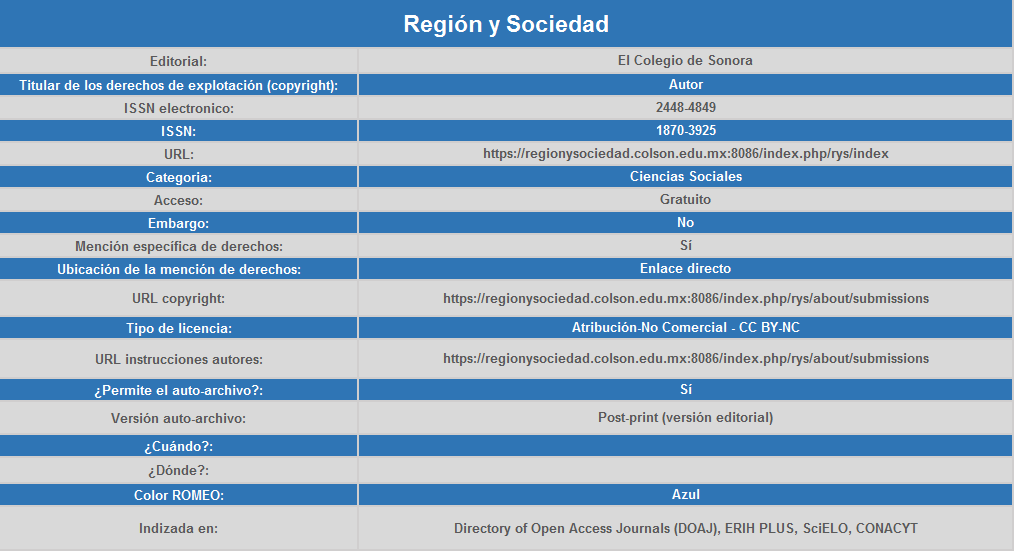 Región y Sociedad
Editorial: El Colegio de Sonora
Titular de los derechos de explotación (copyright): Autor
ISSN electronico: 2448-4849
ISSN: 1870-3925
URL: https://regionysociedad.colson.edu.mx:8086/index.php/rys/index
Categoria: Ciencias Sociales
Acceso: Gratuito
Embargo: No
Mención específica de derechos: Sí
Ubicación de la mención de derechos: Enlace directo
URL copyright: https://regionysociedad.colson.edu.mx:8086/index.php/rys/about/submissions
Tipo de licencia: Atribución-No Comercial - CC BY-NC
URL instrucciones autores: https://regionysociedad.colson.edu.mx:8086/index.php/rys/about/submissions
¿Permite el auto-archivo?: Sí
Versión auto-archivo: Post-print (versión editorial)
¿Cuándo?:
¿Dónde?:
Color ROMEO: Azul
Indizada en: Directory of Open Access Journals (DOAJ), ERIH PLUS, SciELO, CONACYT